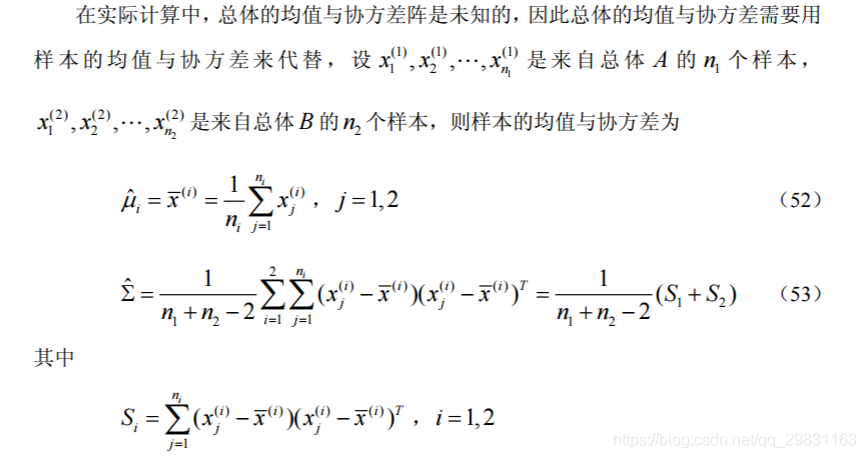 在实际计算中，总体的均值与协方差阵是未知的，因此总体的均值与协方差需要用
样本的均值与协方差来代替，设 $x_1^{(1)}, x_2^{(1)}, \cdots, x_{n_1}^{(1)}$ 是来自总体 $A$ 的 $n_1$ 个样本，
$x_1^{(2)}, x_2^{(2)}, \cdots, x_{n_2}^{(2)}$ 是来自总体 $B$ 的 $n_2$ 个样本，则样本的均值与协方差为
$\hat{\mu}_i = \overline{x}^{(i)} = \frac{1}{n_i} \sum_{j=1}^{n_i} x_j^{(i)}$，$j = 1,2$ （52）
$\hat{\Sigma} = \frac{1}{n_1 + n_2 - 2} \sum_{i=1}^{2} \sum_{j=1}^{n_i} (x_j^{(i)} - \overline{x}^{(i)})(x_j^{(i)} - \overline{x}^{(i)})^T = \frac{1}{n_1 + n_2 - 2} (S_1 + S_2)$ （53）
其中
$S_i = \sum_{j=1}^{n_i} (x_j^{(i)} - \overline{x}^{(i)})(x_j^{(i)} - \overline{x}^{(i)})^T$，$i = 1,2$
https://blog.csdn.net/qq_29831163